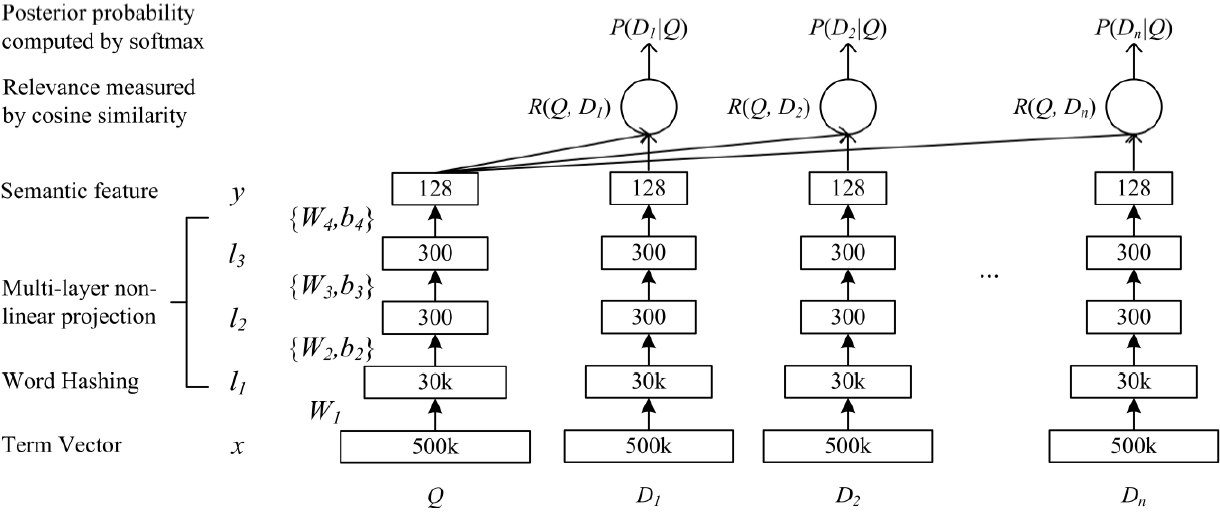 Posterior probability
computed by softmax
P(D1|Q) P(D2|Q) P(Dn|Q)
Relevance measured
by cosine similarity
R(Q, D1) R(Q, D2) R(Q, Dn)
Semantic feature y 128 128 128 128
{W4,b4}
l3 300 300 300 300
Multi-layer non-
linear projection
{W3,b3}
...
l2 300 300 300 300
{W2,b2}
Word Hashing l1 30k 30k 30k 30k
W1
Term Vector x 500k 500k 500k 500k
Q D1 D2 Dn